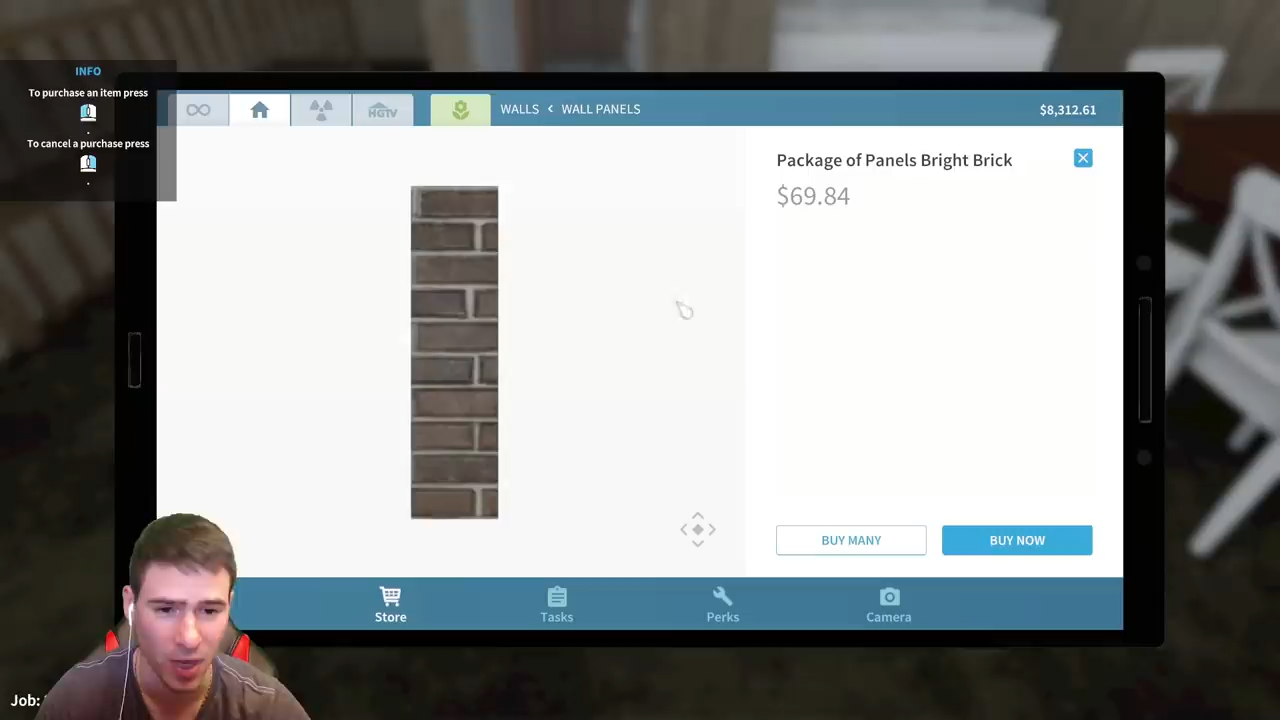 INFO
To purchase an item press
.
To cancel a purchase press
.
HGTV
WALLS < WALL PANELS
$8,312.61
Package of Panels Bright Brick
$69.84
BUY MANY
BUY NOW
Store
Tasks
Perks
Camera
Job: